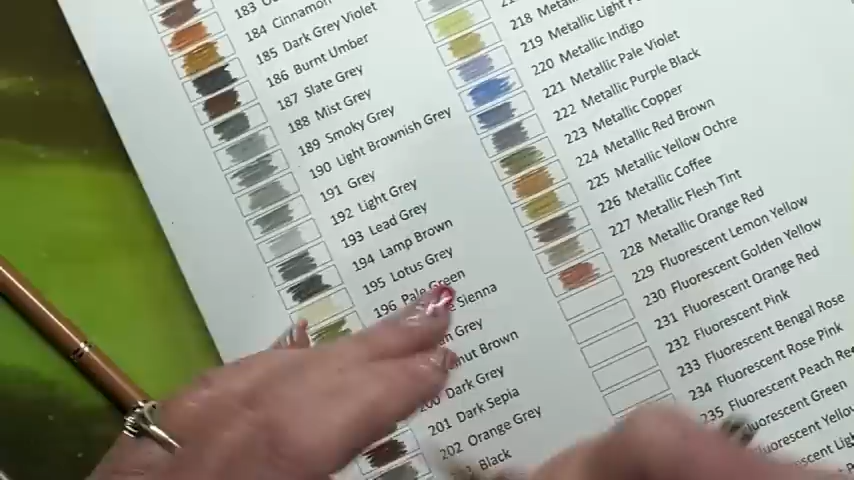 183
184 Cinnamon
185 Dark Grey Violet
186 Burnt Umber
187 Slate Grey
188 Mist Grey
189 Smoky Grey
190 Light Brownish Grey
191 Grey
192 Light Grey
193 Lead Grey
194 Lamp Brown
195 Lotus Grey
196 Pale Green
Sienna
Grey
Brown
200 Dark Grey
201 Dark Sepia
202 Orange Grey
Black
218
219 Metallic Light
220 Metallic Indigo
221 Metallic Pale Violet
222 Metallic Purple Black
223 Metallic Copper
224 Metallic Red Brown
225 Metallic Yellow Ochre
226 Metallic Coffee
227 Metallic Flesh Tint
228 Metallic Orange Red
229 Fluorescent Lemon Yellow
230 Fluorescent Golden Yellow
231 Fluorescent Orange Red
232 Fluorescent Pink
233 Fluorescent Bengal Rose
234 Fluorescent Rose Pink
235 Fluorescent Peach
Fluorescent Green